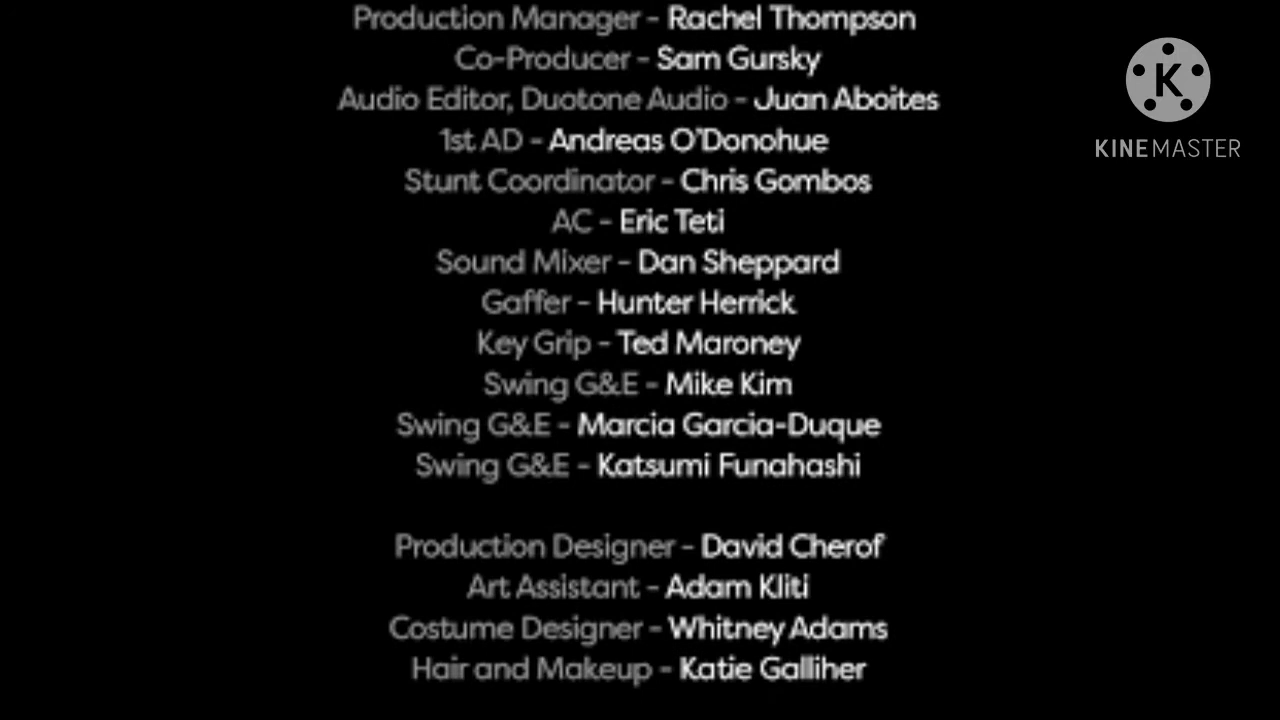 Production Manager - Rachel Thompson
Co-Producer - Sam Gursky
Audio Editor, Duotone Audio - Juan Aboites
1st AD - Andreas O'Donohue
Stunt Coordinator - Chris Gombos
AC - Eric Teti
Sound Mixer - Dan Sheppard
Gaffer - Hunter Herrick
Key Grip - Ted Maroney
Swing G&E - Mike Kim
Swing G&E - Marcia Garcia-Duque
Swing G&E - Katsumi Funahashi
Production Designer - David Cherof
Art Assistant - Adam Kliti
Costume Designer - Whitney Adams
Hair and Makeup - Katie Galliher
K
KINEMASTER